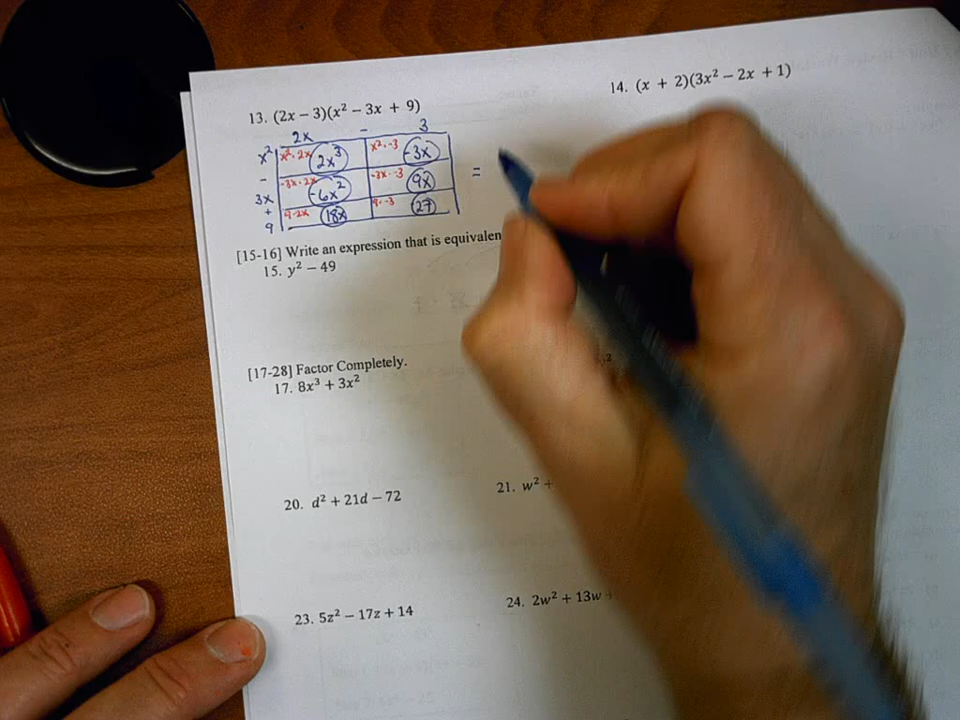 13. (2x − 3)(x² − 3x + 9)
14. (x + 2)(3x² − 2x + 1)
2x − 3
x² x²·2x 2x³ x²·-3 -3x
− 3x -3x·2x -6x² -3x·-3 9x
+ 9 9·2x 18x 9·-3 27
=
[15-16] Write an expression that is equivalen
15. y² − 49
[17-28] Factor Completely.
17. 8x³ + 3x²
20. d² + 21d − 72
21. w² +
23. 5z² − 17z + 14
24. 2w² + 13w